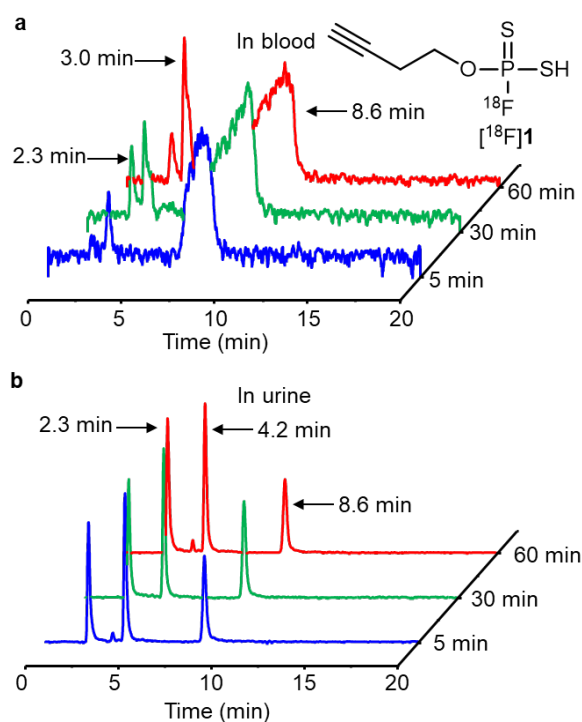 a
In blood
3.0 min
2.3 min
8.6 min
S
O
P
SH
18F
[18F]1
60 min
30 min
5 min
0
5
10
15
20
Time (min)
b
In urine
2.3 min
4.2 min
8.6 min
60 min
30 min
5 min
0
5
10
15
20
Time (min)